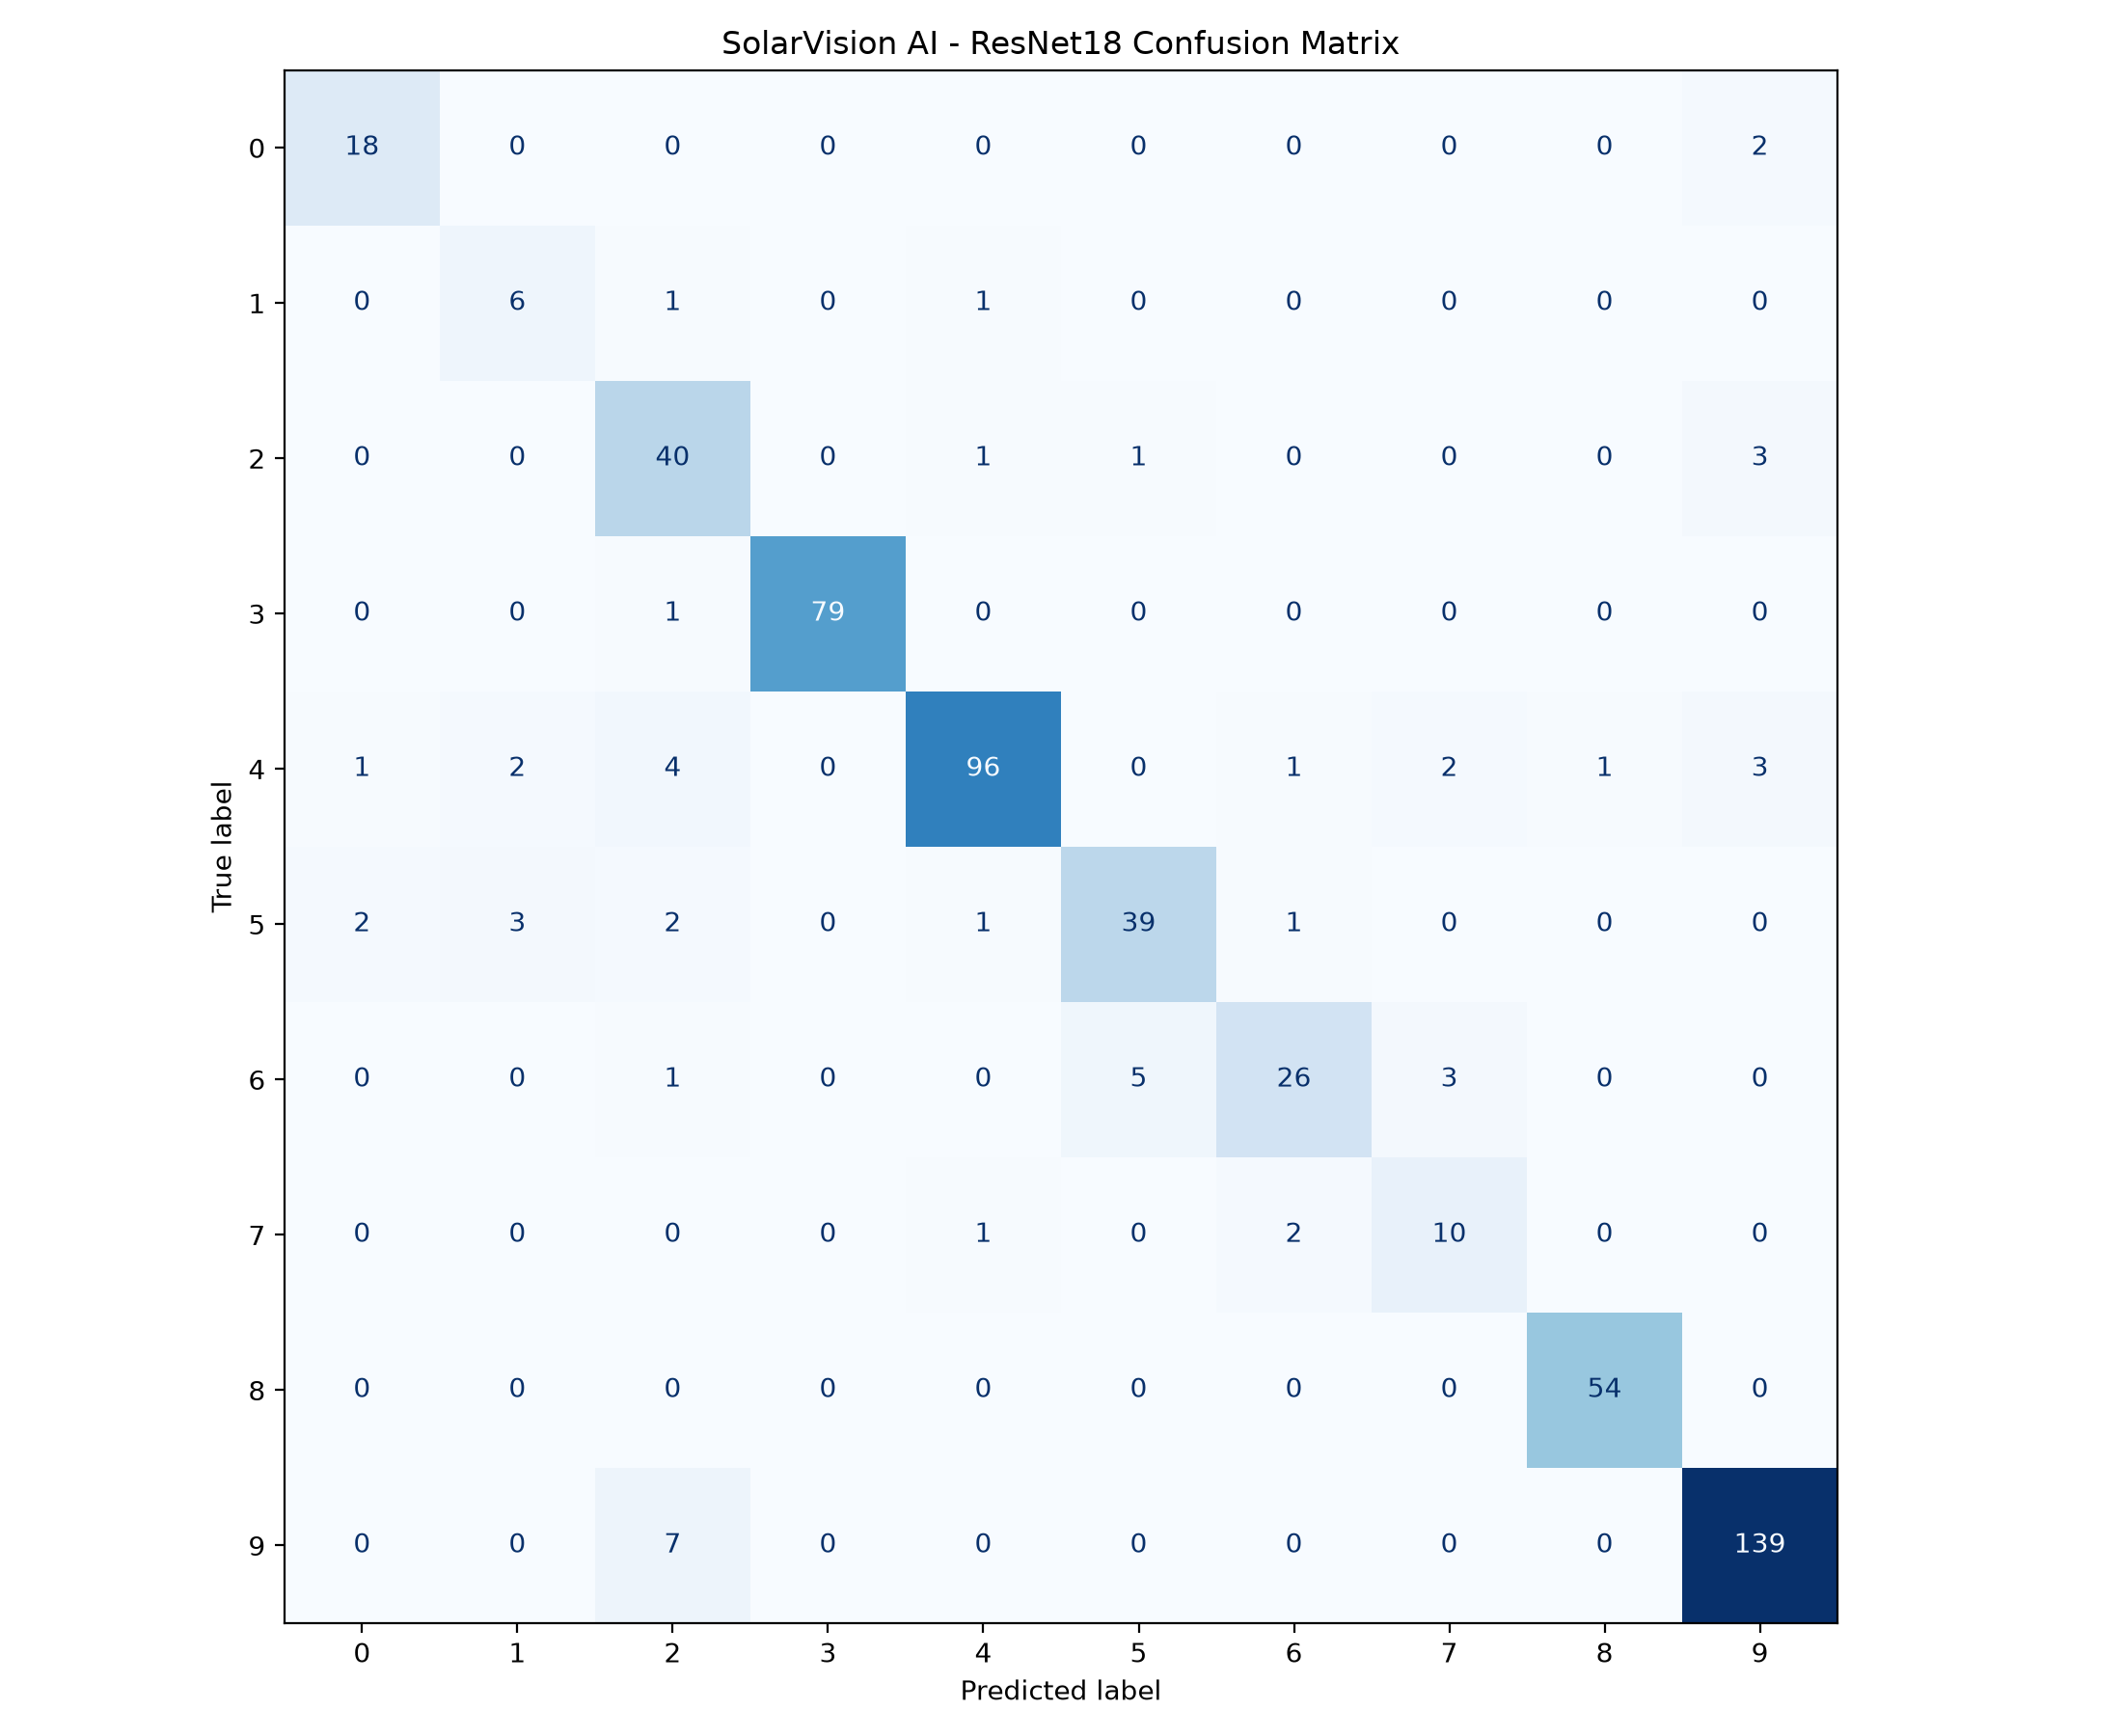 SolarVision AI - ResNet18 Confusion Matrix
0 18 0 0 0 0 0 0 0 0 2
1 0 6 1 0 1 0 0 0 0 0
2 0 0 40 0 1 1 0 0 0 3
3 0 0 1 79 0 0 0 0 0 0
4 1 2 4 0 96 0 1 2 1 3
5 2 3 2 0 1 39 1 0 0 0
6 0 0 1 0 0 5 26 3 0 0
7 0 0 0 0 1 0 2 10 0 0
8 0 0 0 0 0 0 0 0 54 0
9 0 0 7 0 0 0 0 0 0 139
True label
0 1 2 3 4 5 6 7 8 9
Predicted label